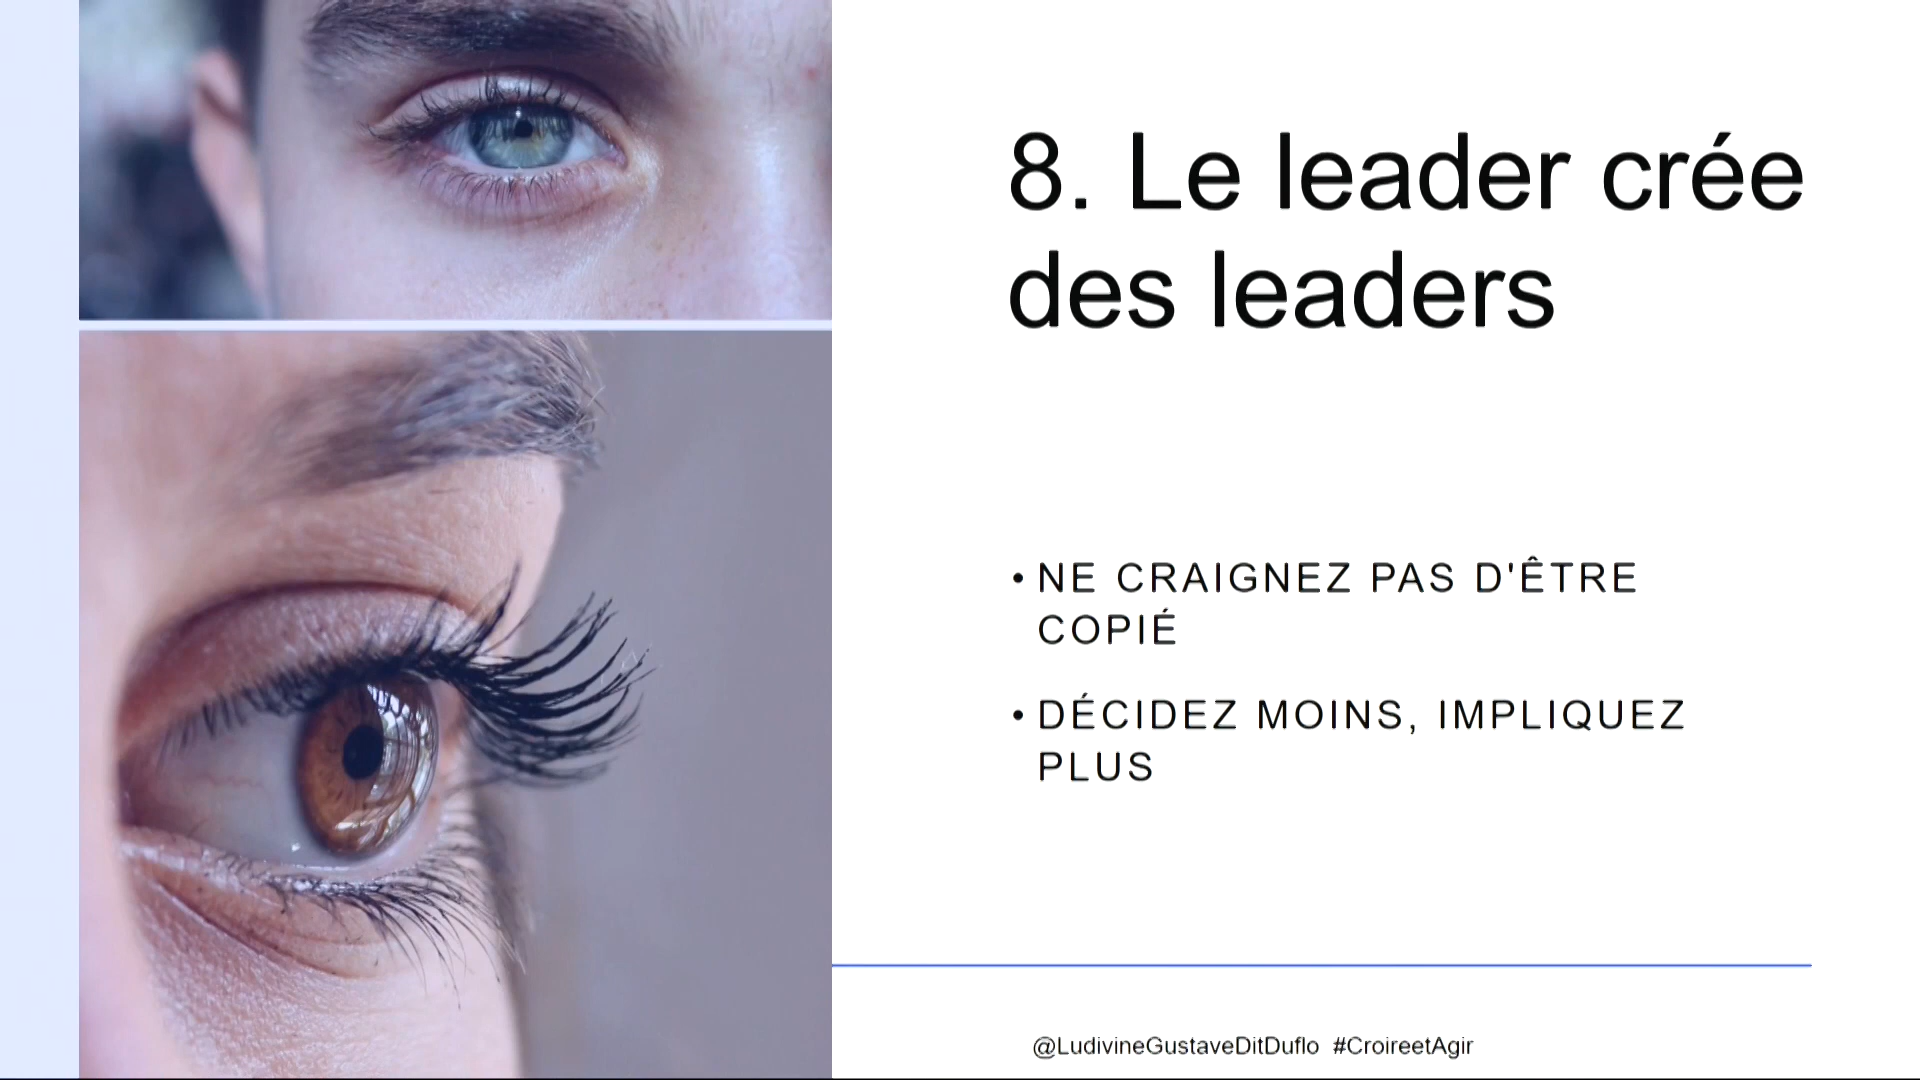 8. Le leader crée
des leaders
• NE CRAIGNEZ PAS D'ÊTRE
COPIÉ
• DÉCIDEZ MOINS, IMPLIQUEZ
PLUS
@LudivineGustaveDitDuflo #CroireetAgir